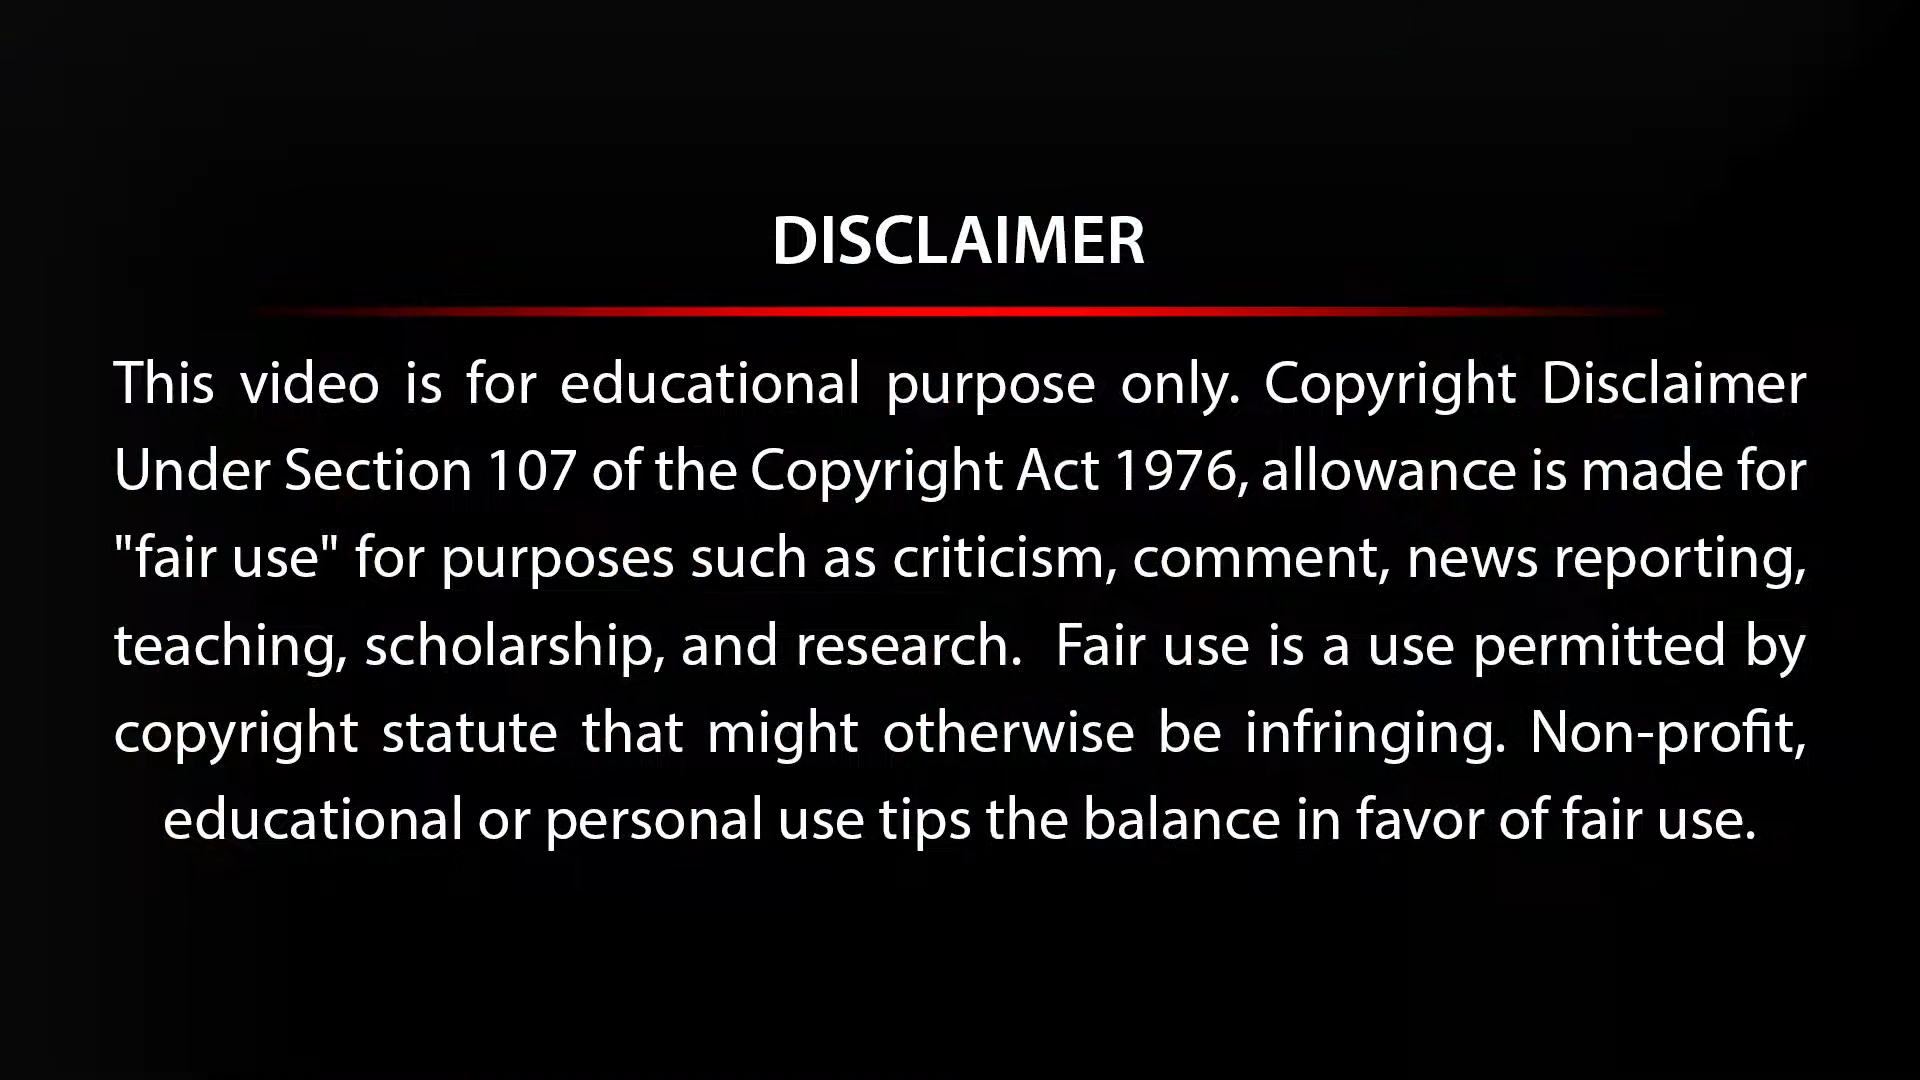 DISCLAIMER
This video is for educational purpose only. Copyright Disclaimer
Under Section 107 of the Copyright Act 1976, allowance is made for
"fair use" for purposes such as criticism, comment, news reporting,
teaching, scholarship, and research.  Fair use is a use permitted by
copyright statute that might otherwise be infringing. Non-profit,
educational or personal use tips the balance in favor of fair use.